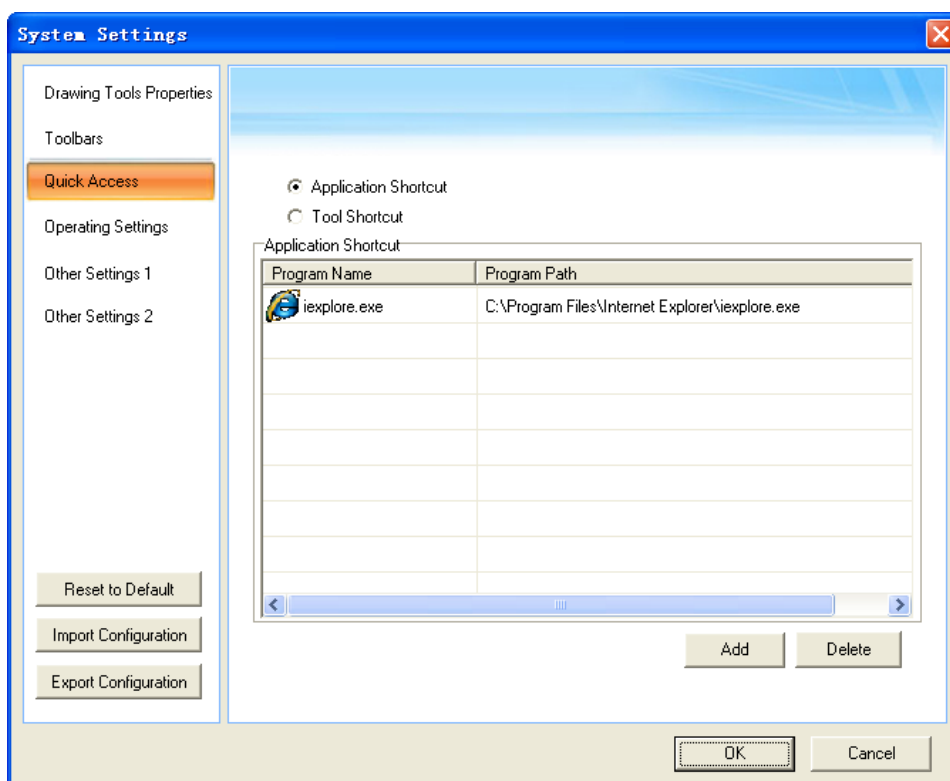 System Settings
Drawing Tools Properties
Toolbars
Quick Access
Operating Settings
Other Settings 1
Other Settings 2
Reset to Default
Import Configuration
Export Configuration
Application Shortcut
Tool Shortcut
Application Shortcut
Program Name Program Path
iexplore.exe C:\Program Files\Internet Explorer\iexplore.exe
Add Delete
OK Cancel